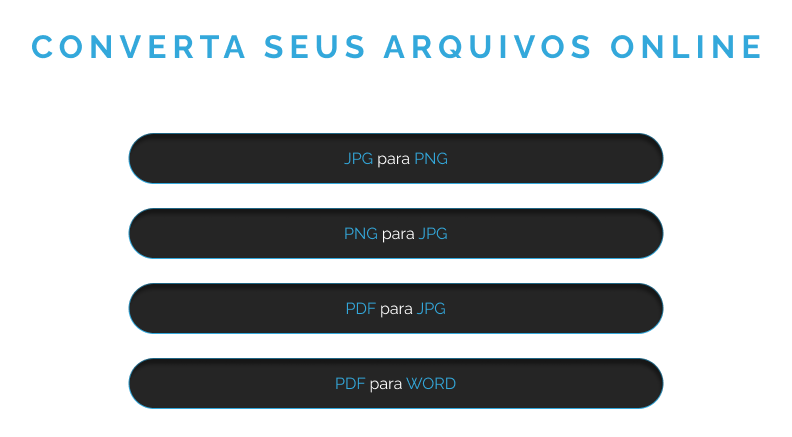 CONVERTA SEUS ARQUIVOS ONLINE
JPG para PNG
PNG para JPG
PDF para JPG
PDF para WORD